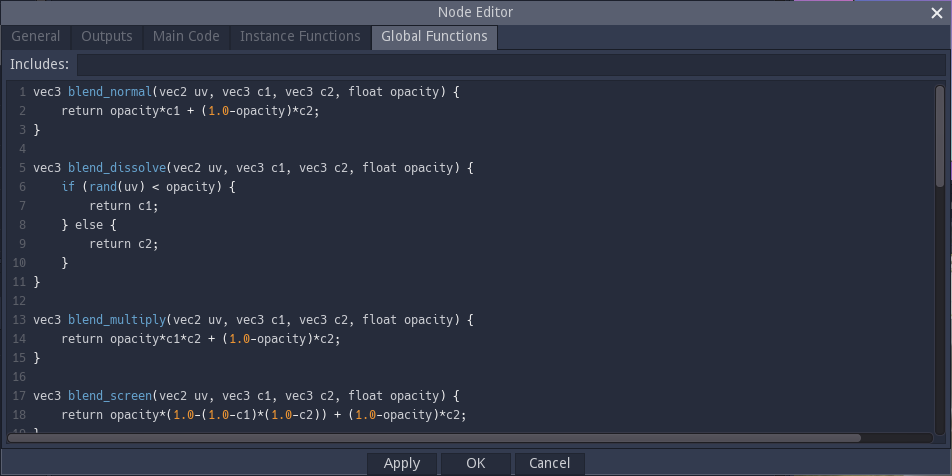 Node Editor
General Outputs Main Code Instance Functions Global Functions
Includes:
1 vec3 blend_normal(vec2 uv, vec3 c1, vec3 c2, float opacity) {
2     return opacity*c1 + (1.0-opacity)*c2;
3 }
4
5 vec3 blend_dissolve(vec2 uv, vec3 c1, vec3 c2, float opacity) {
6     if (rand(uv) < opacity) {
7         return c1;
8     } else {
9         return c2;
10     }
11 }
12
13 vec3 blend_multiply(vec2 uv, vec3 c1, vec3 c2, float opacity) {
14     return opacity*c1*c2 + (1.0-opacity)*c2;
15 }
16
17 vec3 blend_screen(vec2 uv, vec3 c1, vec3 c2, float opacity) {
18     return opacity*(1.0-(1.0-c1)*(1.0-c2)) + (1.0-opacity)*c2;
19 }
Apply OK Cancel